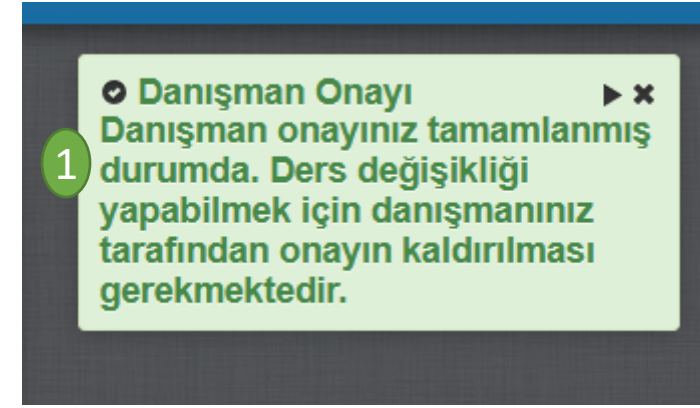 Danışman Onayı
Danışman onayınız tamamlanmış
1
durumda. Ders değişikliği
yapabilmek için danışmanınız
tarafından onayın kaldırılması
gerekmektedir.